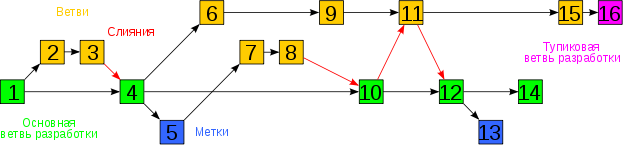 Ветви
Слияния
6
9
11
15
16
2
3
7
8
Тупиковая
ветвь разработки
1
4
10
12
14
Основная
ветвь разработки
5
Метки
13